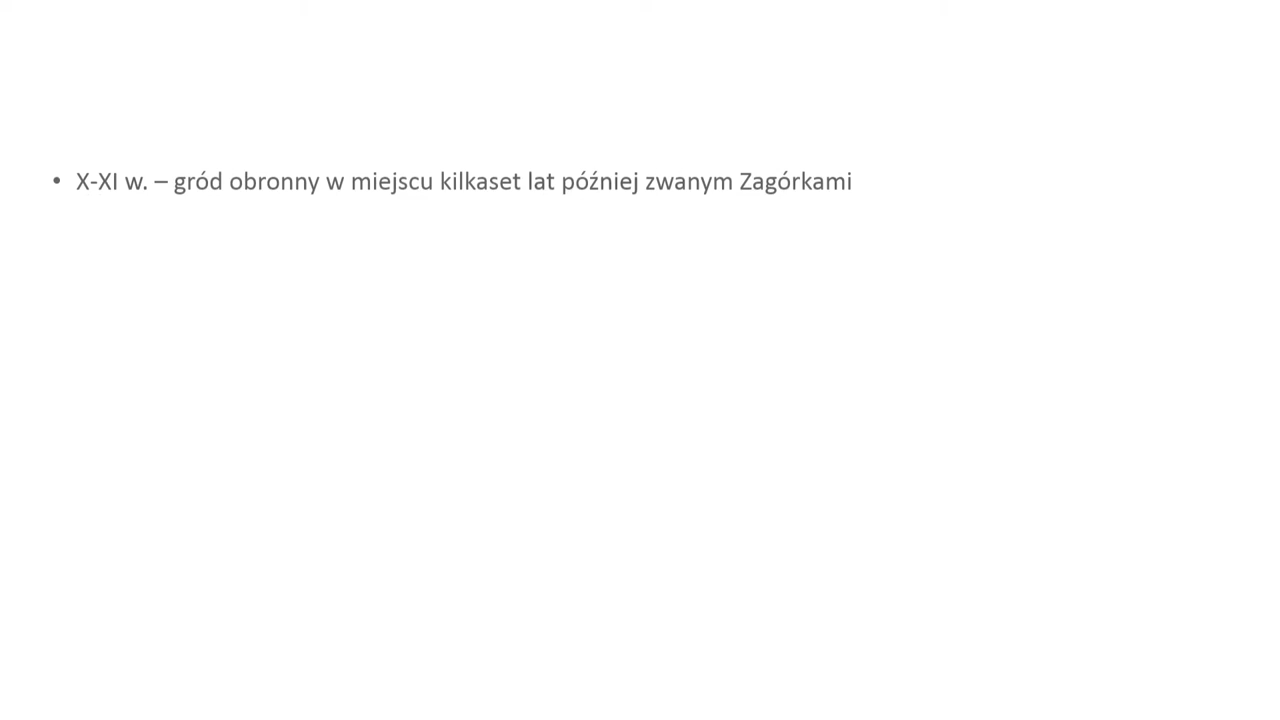 • X-XI w. – gród obronny w miejscu kilkaset lat później zwanym Zagórkami